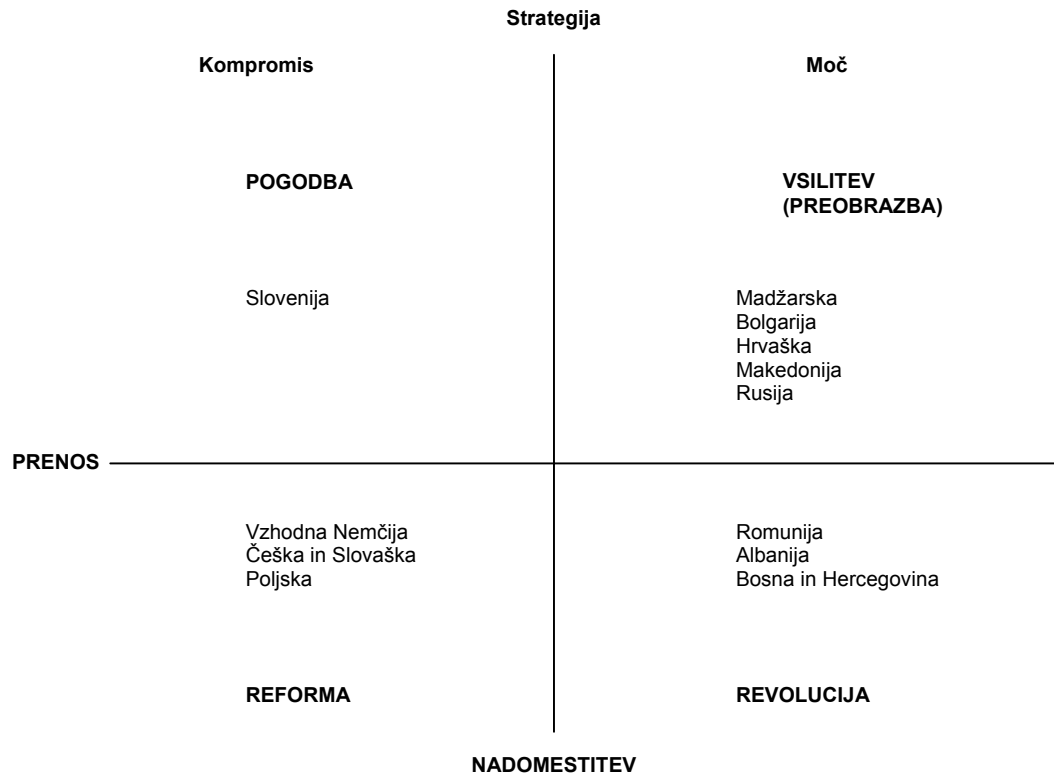 Strategija
Kompromis
Moč
POGODBA
VSILITEV
(PREOBRAZBA)
Slovenija
Madžarska
Bolgarija
Hrvaška
Makedonija
Rusija
PRENOS
Vzhodna Nemčija
Češka in Slovaška
Poljska
Romunija
Albanija
Bosna in Hercegovina
REFORMA
REVOLUCIJA
NADOMESTITEV